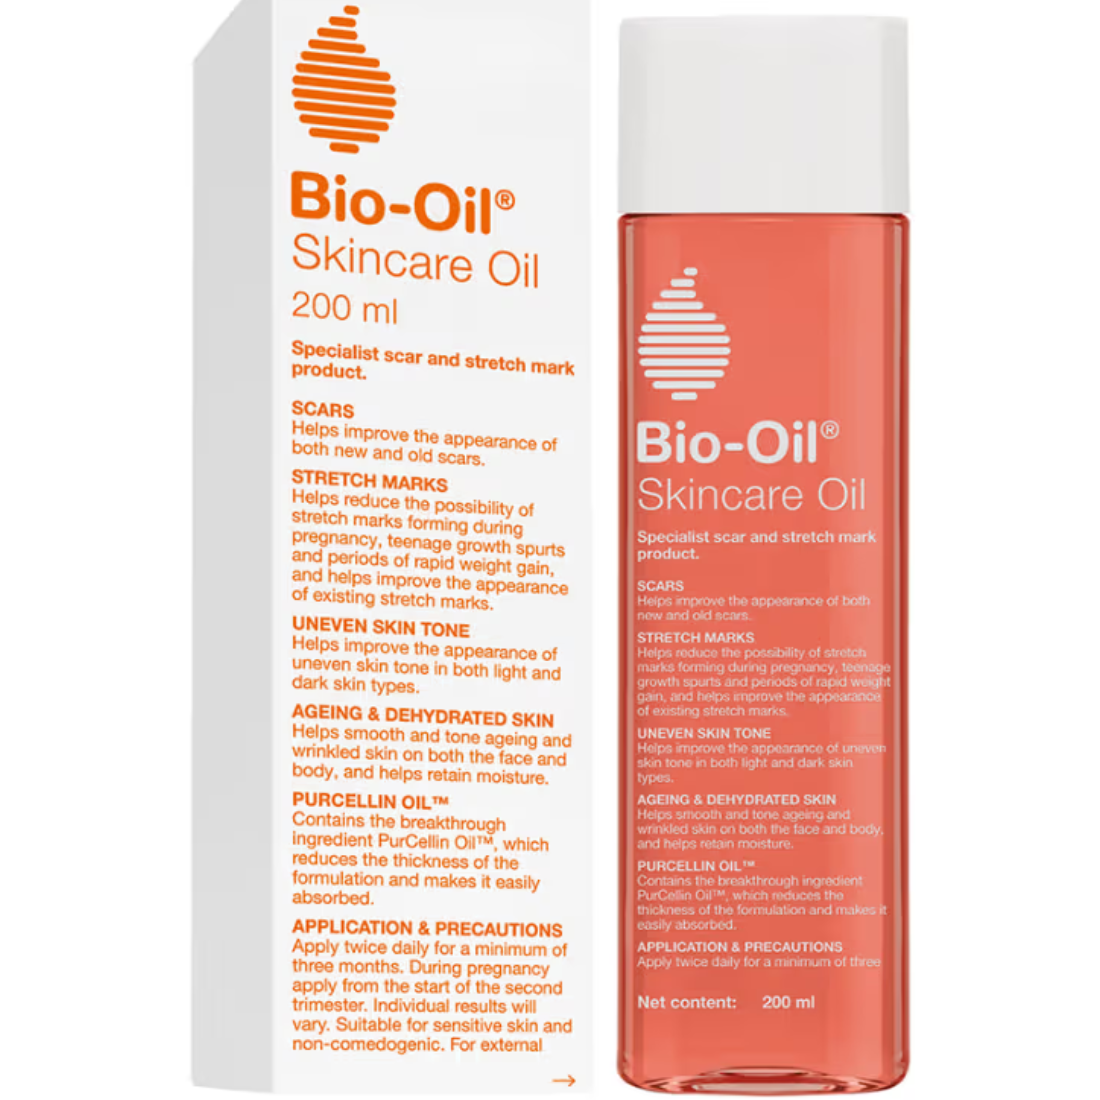 Bio-Oil®
Skincare Oil
200 ml
Specialist scar and stretch mark
product.
SCARS
Helps improve the appearance of
both new and old scars.
STRETCH MARKS
Helps reduce the possibility of
stretch marks forming during
pregnancy, teenage growth spurts
and periods of rapid weight gain,
and helps improve the appearance
of existing stretch marks.
UNEVEN SKIN TONE
Helps improve the appearance of
uneven skin tone in both light and
dark skin types.
AGEING & DEHYDRATED SKIN
Helps smooth and tone ageing and
wrinkled skin on both the face and
body, and helps retain moisture.
PURCELLIN OIL™
Contains the breakthrough
ingredient PurCellin Oil™, which
reduces the thickness of the
formulation and makes it easily
absorbed.
APPLICATION & PRECAUTIONS
Apply twice daily for a minimum of
three months. During pregnancy
apply from the start of the second
trimester. Individual results will
vary. Suitable for sensitive skin and
non-comedogenic. For external
→
Bio-Oil®
Skincare Oil
Specialist scar and stretch mark
product.
SCARS
Helps improve the appearance of both
new and old scars.
STRETCH MARKS
Helps reduce the possibility of stretch
marks forming during pregnancy, teenage
growth spurts and periods of rapid weight
gain, and helps improve the appearance
of existing stretch marks.
UNEVEN SKIN TONE
Helps improve the appearance of uneven
skin tone in both light and dark skin
types.
AGEING & DEHYDRATED SKIN
Helps smooth and tone ageing and
wrinkled skin on both the face and body,
and helps retain moisture.
PURCELLIN OIL™
Contains the breakthrough ingredient
PurCellin Oil™, which reduces the
thickness of the formulation and makes it
easily absorbed.
APPLICATION & PRECAUTIONS
Apply twice daily for a minimum of three
Net content: 200 ml